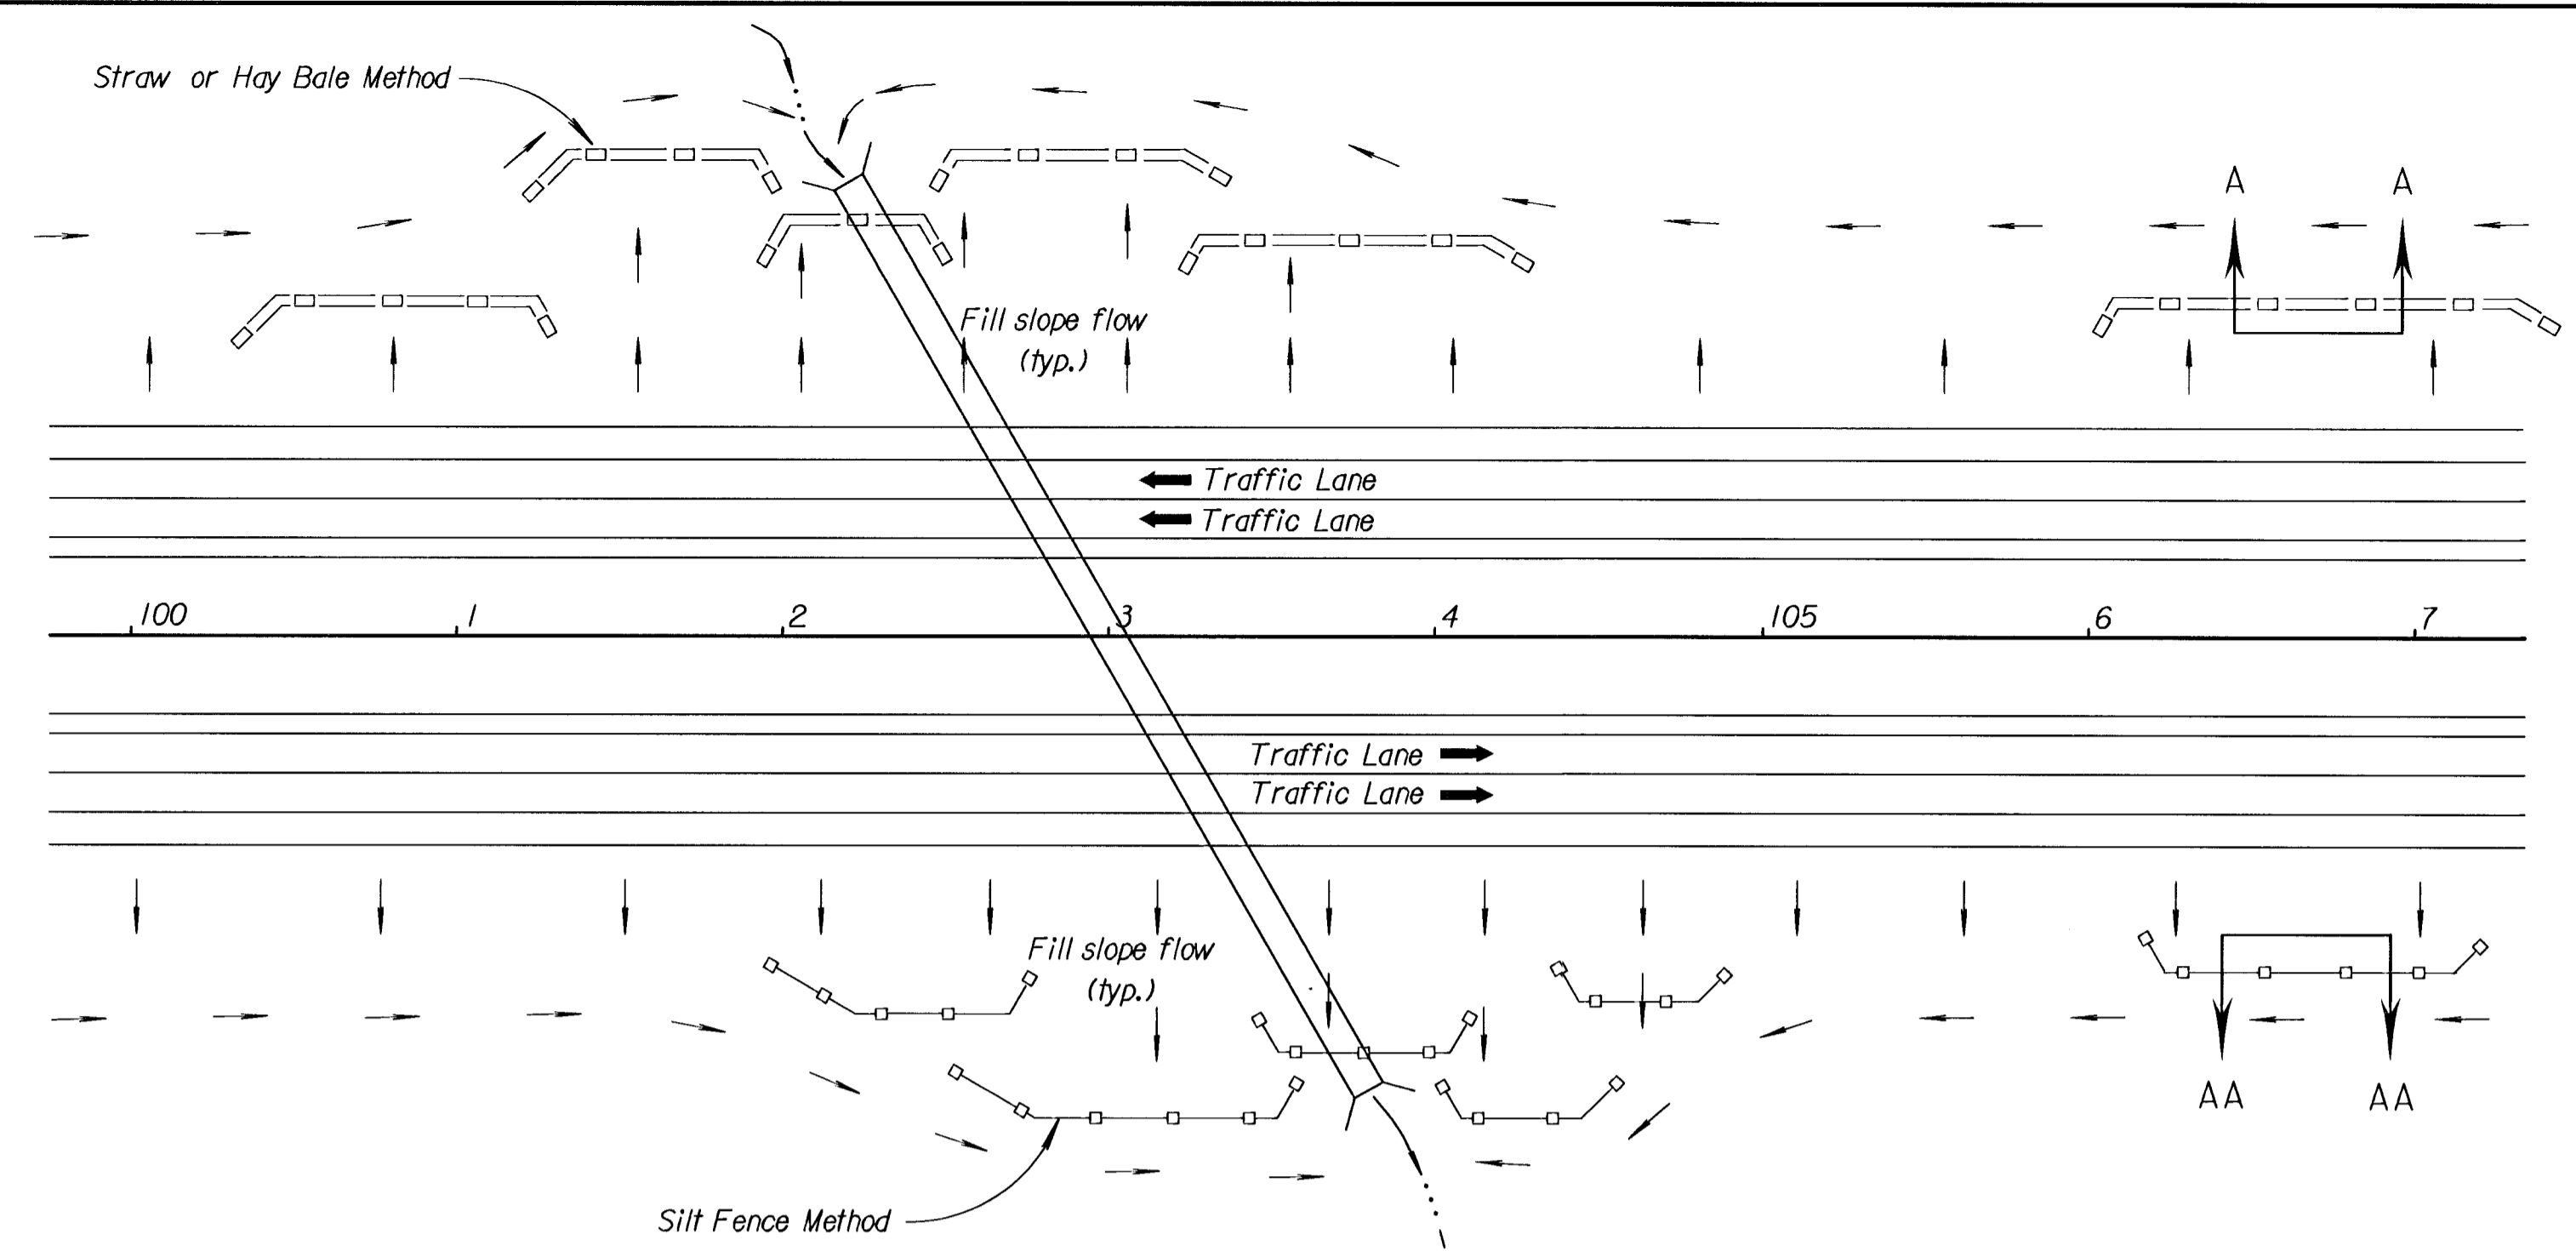 Straw or Hay Bale Method
A A
Fill slope flow
(typ.)
Traffic Lane
Traffic Lane
100 1 2 3 4 105 6 7
Traffic Lane
Traffic Lane
Fill slope flow
(typ.)
AA AA
Silt Fence Method